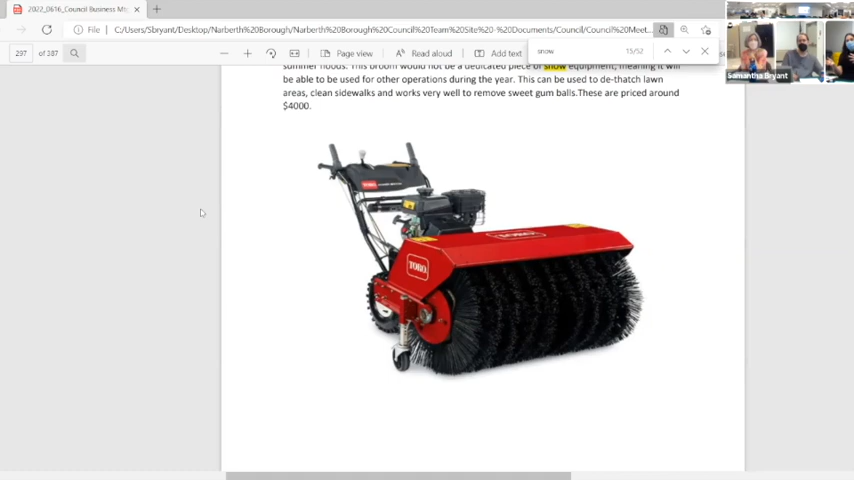 2022_0616_Council Business Me
File
C:/Users/Sbryant/Desktop/Narberth%20Borough/Narberth%20Borough%20Council%20Team%20Site%20-%20Documents/Council/Council%20Meet...
297 of 387
Page view
Read aloud
Add text
snow
15/52
Samantha Bryant
summer floods. This broom would not be a dedicated piece of snow equipment, meaning it will
be able to be used for other operations during the year. This can be used to de-thatch lawn
areas, clean sidewalks and works very well to remove sweet gum balls.These are priced around
$4000.
TORO
TORO
TORO